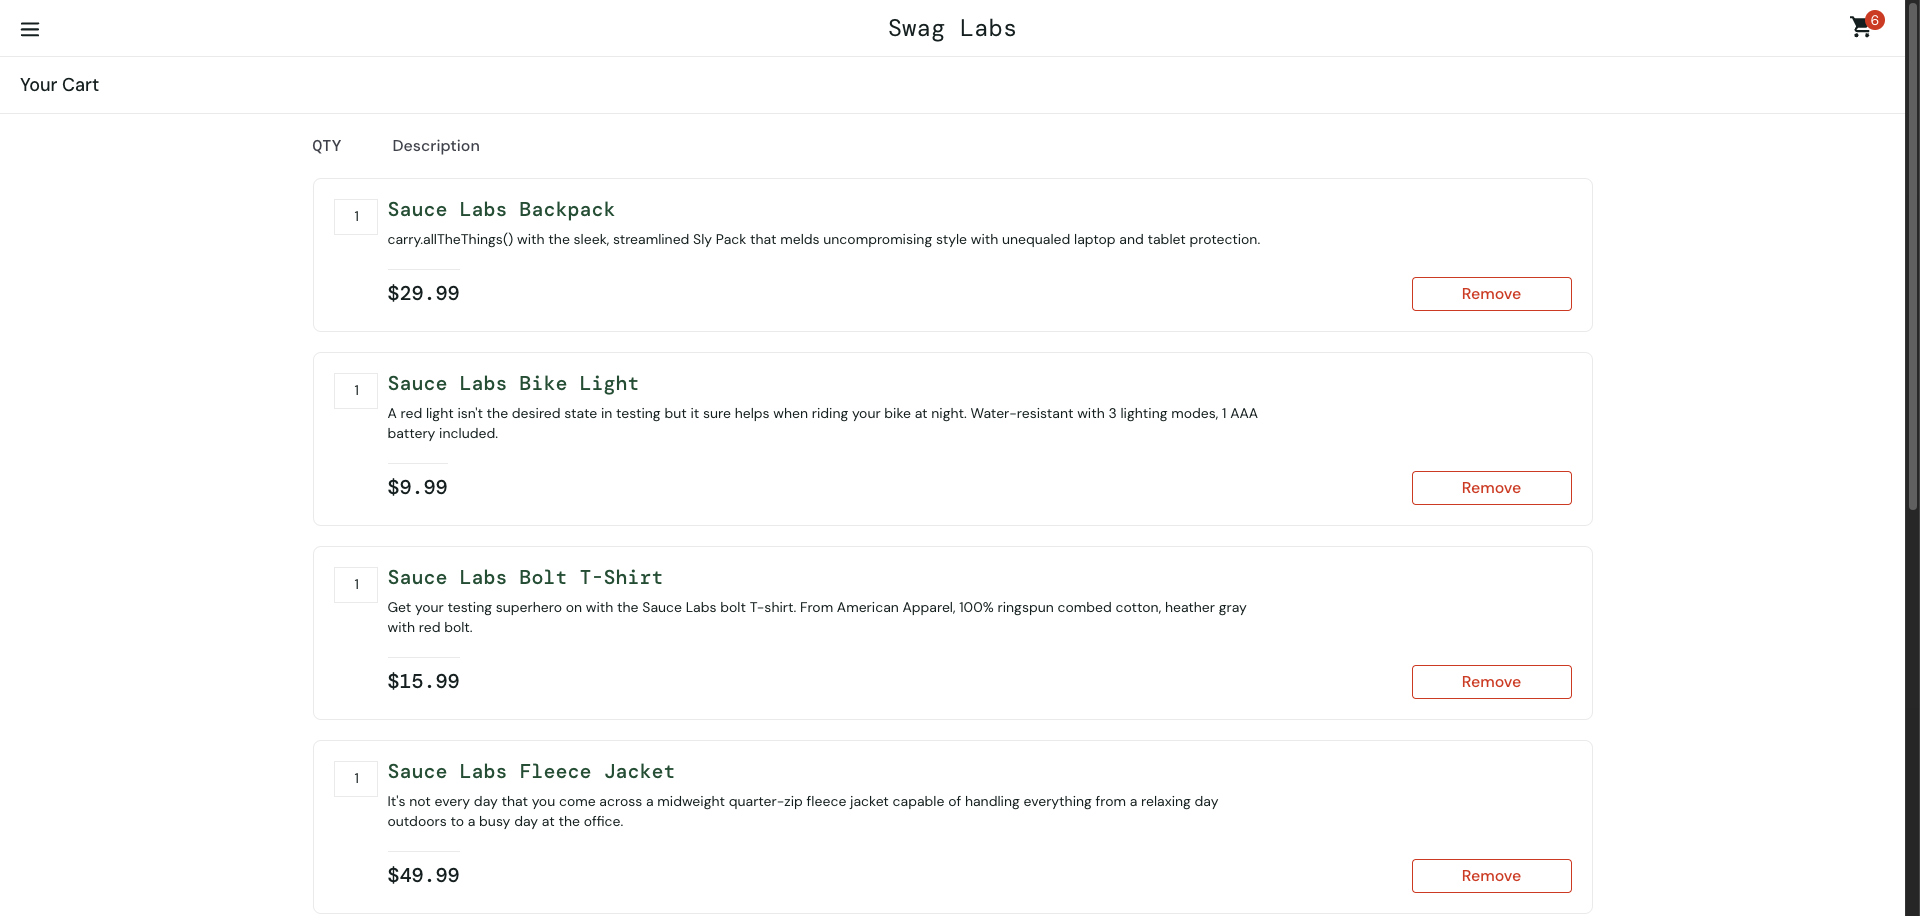 Swag Labs
6
Your Cart
QTY
Description
1
Sauce Labs Backpack
carry.allTheThings() with the sleek, streamlined Sly Pack that melds uncompromising style with unequaled laptop and tablet protection.
$29.99
Remove
1
Sauce Labs Bike Light
A red light isn't the desired state in testing but it sure helps when riding your bike at night. Water-resistant with 3 lighting modes, 1 AAA
battery included.
$9.99
Remove
1
Sauce Labs Bolt T-Shirt
Get your testing superhero on with the Sauce Labs bolt T-shirt. From American Apparel, 100% ringspun combed cotton, heather gray
with red bolt.
$15.99
Remove
1
Sauce Labs Fleece Jacket
It's not every day that you come across a midweight quarter-zip fleece jacket capable of handling everything from a relaxing day
outdoors to a busy day at the office.
$49.99
Remove